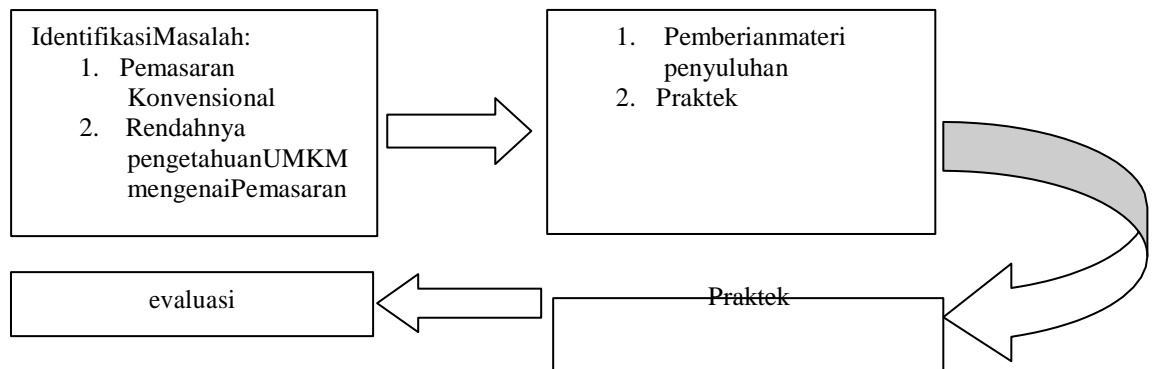 IdentifikasiMasalah:
1. Pemasaran
Konvensional
2. Rendahnya
pengetahuanUMKM
mengenaiPemasaran
1. Pemberianmateri
penyuluhan
2. Praktek
Praktek
evaluasi